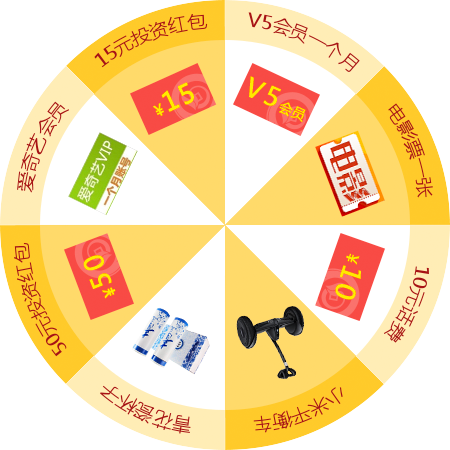 15元投资红包
¥15
V5会员一个月
V5会员
电影票一张
电影票
10元话费
¥10
小米平衡车
青花瓷杯子
50元投资红包
¥50
爱奇艺会员
爱奇艺VIP
一个月账号